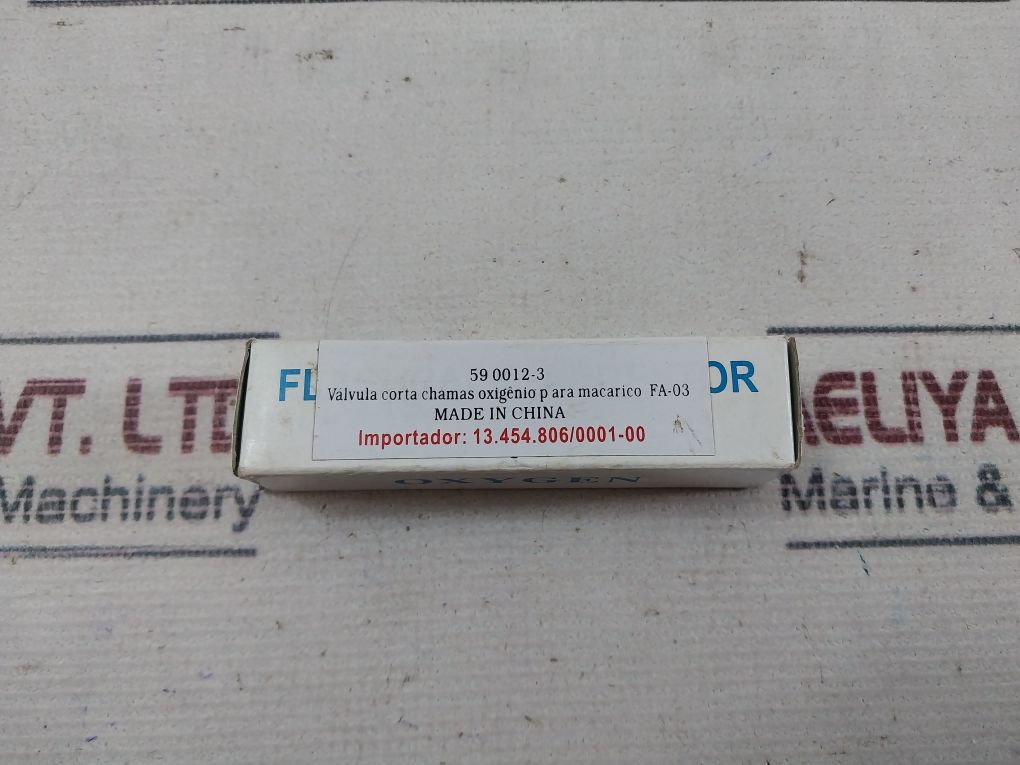 VT. LTD
Machinery
FL
OR
59 0012-3
Válvula corta chamas oxigênio p ara macarico FA-03
MADE IN CHINA
Importador: 13.454.806/0001-00
OXYGEN
AELIYA
Marine &